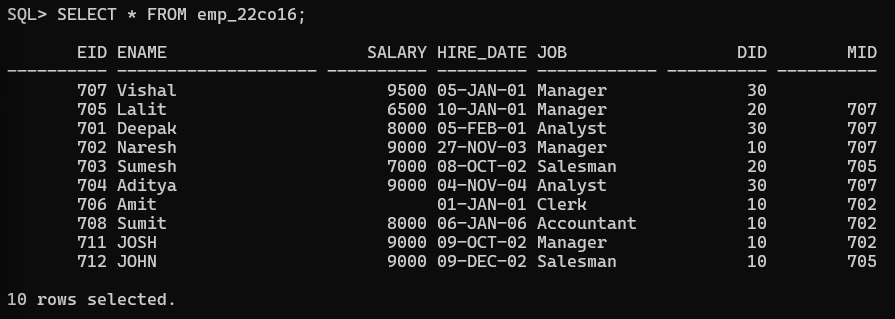 SQL> SELECT * FROM emp_22co16;
EID ENAME SALARY HIRE_DATE JOB DID MID
---------- -------------------- ---------- --------- ------------ ---------- ----------
707 Vishal 9500 05-JAN-01 Manager 30
705 Lalit 6500 10-JAN-01 Manager 20 707
701 Deepak 8000 05-FEB-01 Analyst 30 707
702 Naresh 9000 27-NOV-03 Manager 10 707
703 Sumesh 7000 08-OCT-02 Salesman 20 705
704 Aditya 9000 04-NOV-04 Analyst 30 707
706 Amit 01-JAN-01 Clerk 10 702
708 Sumit 8000 06-JAN-06 Accountant 10 702
711 JOSH 9000 09-OCT-02 Manager 10 702
712 JOHN 9000 09-DEC-02 Salesman 10 705
10 rows selected.